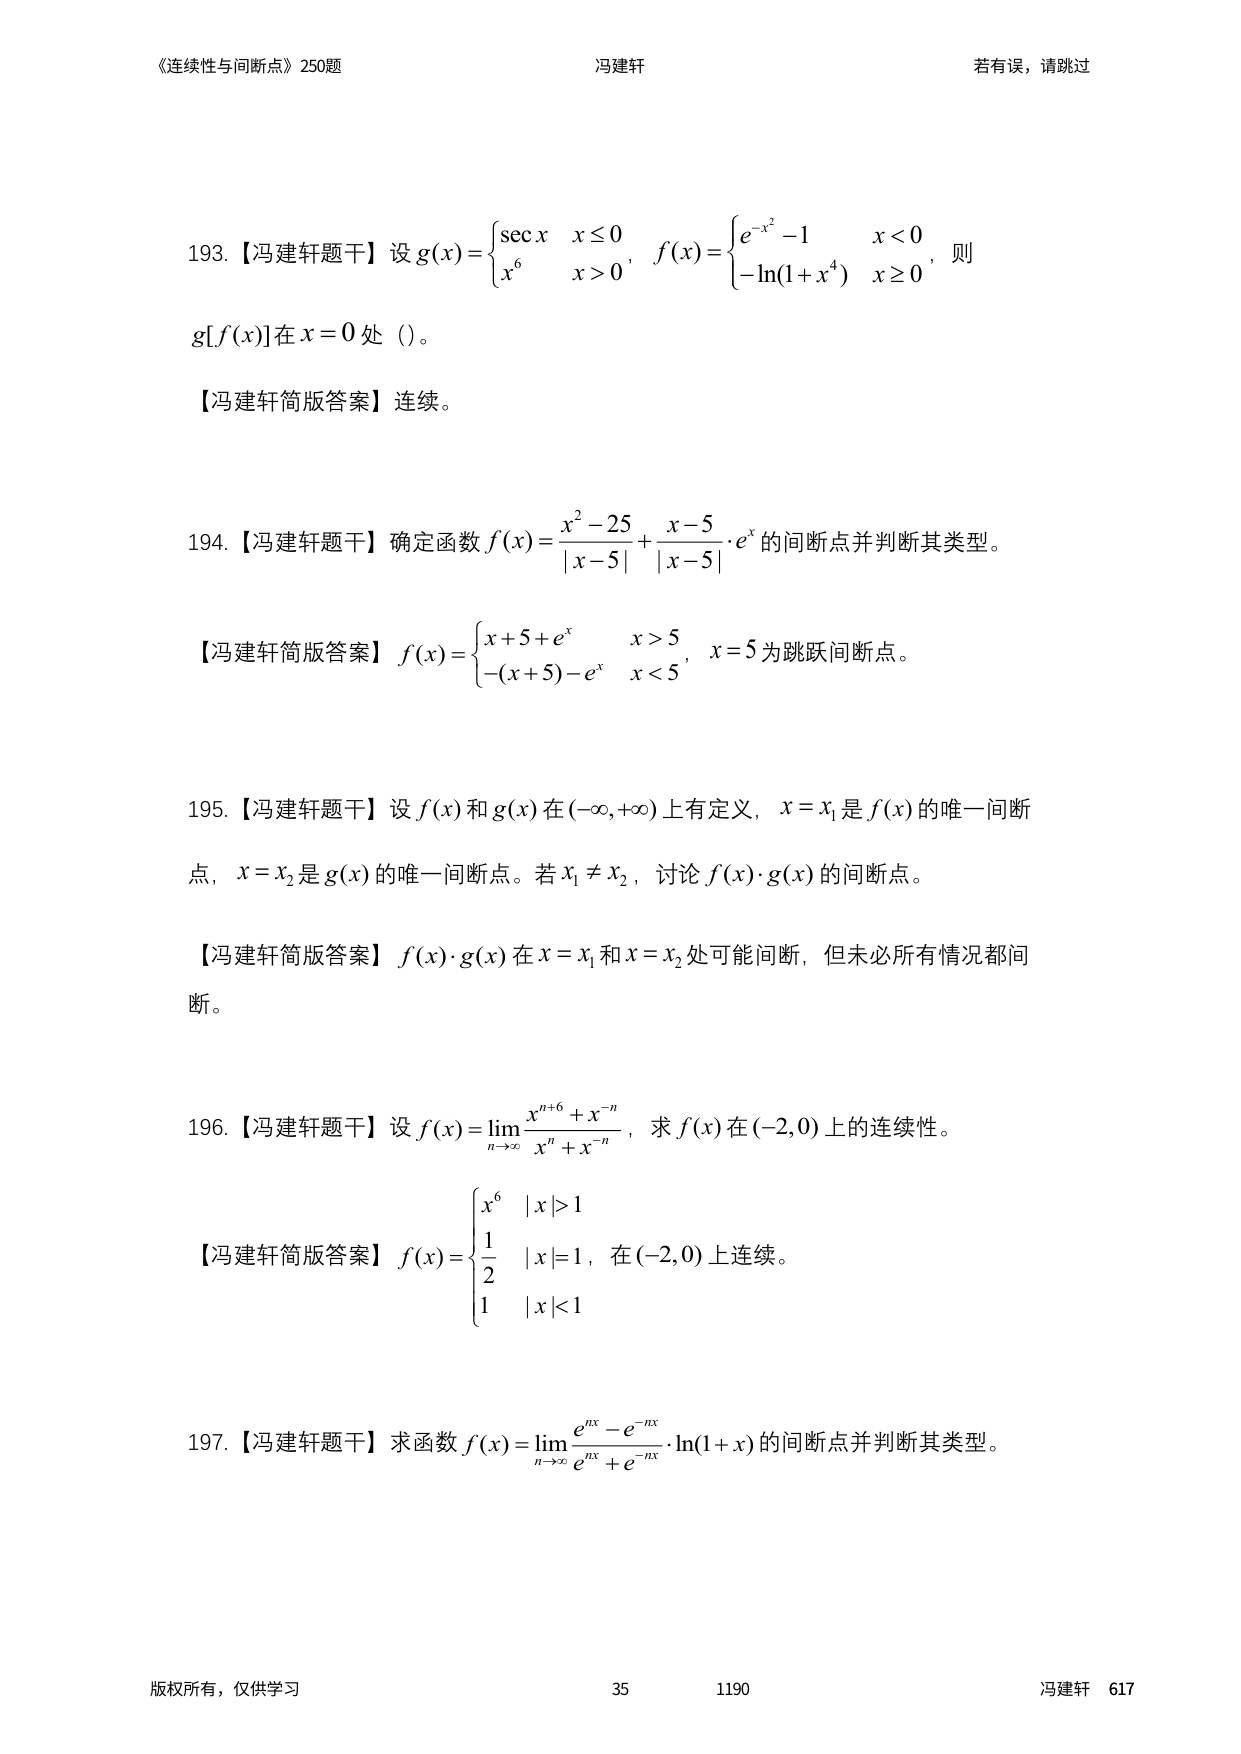 《连续性与间断点》250题 冯建轩 若有误，请跳过
193.【冯建轩题干】设 g(x) = { sec x  x ≤ 0 ; x^6  x > 0 ，f(x) = { e^{-x^2} − 1  x < 0 ; −ln(1+x^4)  x ≥ 0 ，则
g[f(x)]在 x = 0 处（）。
【冯建轩简版答案】连续。
194.【冯建轩题干】确定函数 f(x) = (x^2 − 25)/|x−5| + (x−5)/|x−5| · e^x 的间断点并判断其类型。
【冯建轩简版答案】 f(x) = { x+5+e^x  x > 5 ; −(x+5)−e^x  x < 5 ，x = 5 为跳跃间断点。
195.【冯建轩题干】设 f(x) 和 g(x) 在 (−∞,+∞) 上有定义，x = x_1 是 f(x) 的唯一间断
点，x = x_2 是 g(x) 的唯一间断点。若 x_1 ≠ x_2 ，讨论 f(x)·g(x) 的间断点。
【冯建轩简版答案】 f(x)·g(x) 在 x = x_1 和 x = x_2 处可能间断，但未必所有情况都间
断。
196.【冯建轩题干】设 f(x) = lim_{n→∞} (x^{n+6} + x^{−n})/(x^n + x^{−n}) ，求 f(x) 在 (−2,0) 上的连续性。
【冯建轩简版答案】 f(x) = { x^6  |x|>1 ; 1/2  |x|=1 ; 1  |x|<1 ，在 (−2,0) 上连续。
197.【冯建轩题干】求函数 f(x) = lim_{n→∞} (e^{nx} − e^{−nx})/(e^{nx} + e^{−nx}) · ln(1+x) 的间断点并判断其类型。
版权所有，仅供学习 35 1190 冯建轩 617